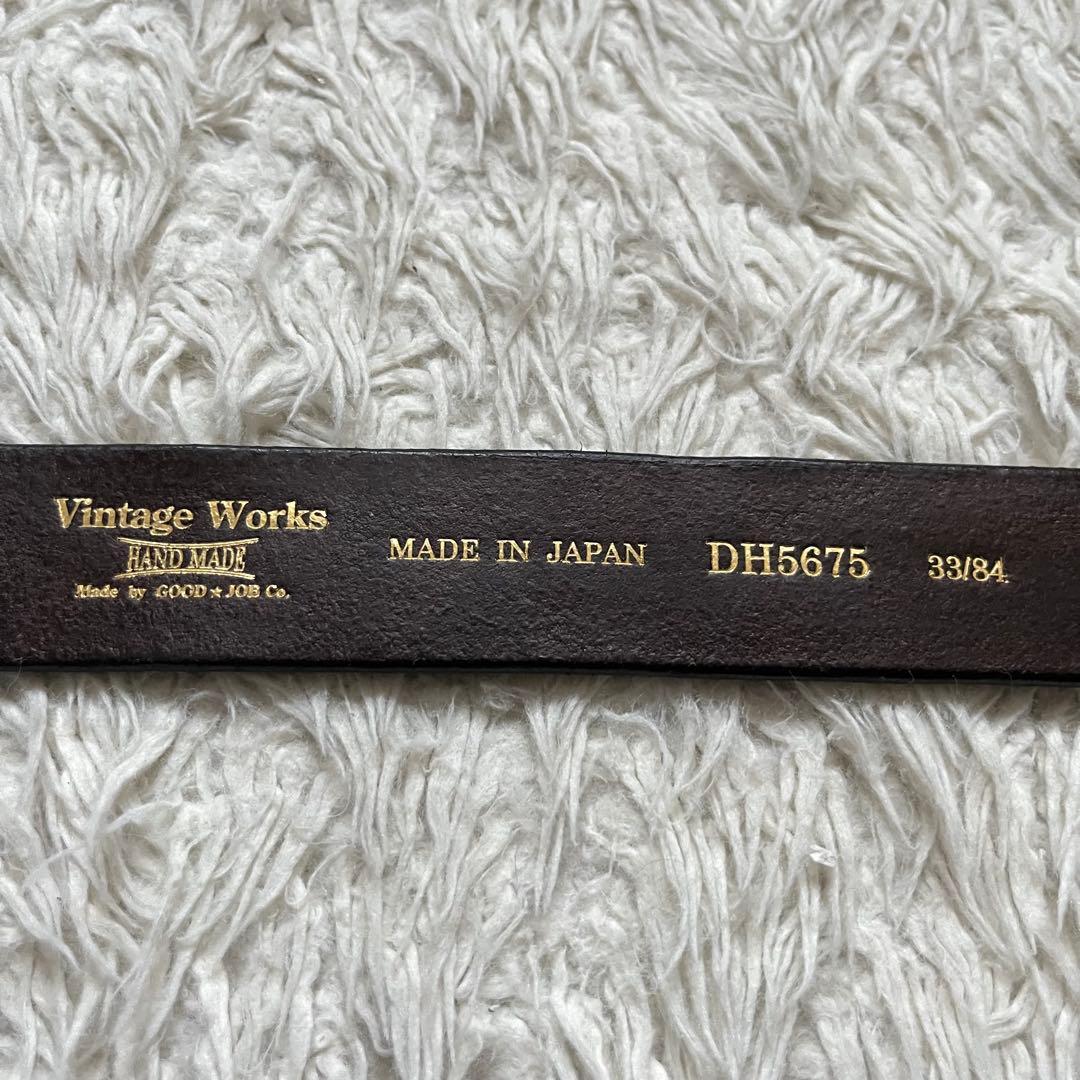 Vintage Works
HAND MADE
Made by GOOD★JOB Co.
MADE IN JAPAN
DH5675
33/84